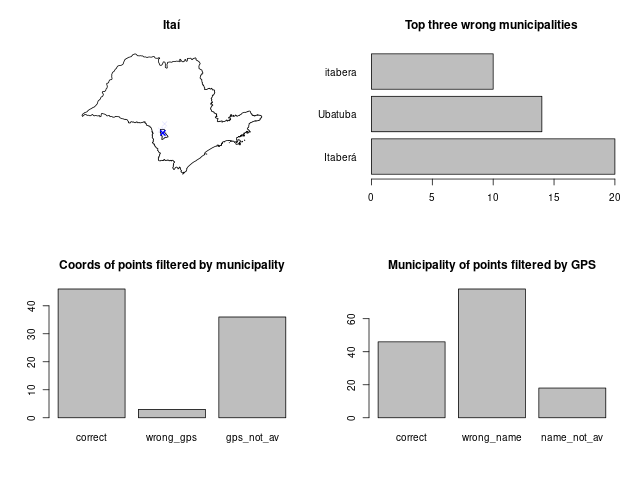 Itaí
Top three wrong municipalities
itabera
Ubatuba
Itaberá
0 5 10 15 20
Coords of points filtered by municipality
40
30
20
10
0
correct wrong_gps gps_not_av
Municipality of points filtered by GPS
60
40
20
0
correct wrong_name name_not_av